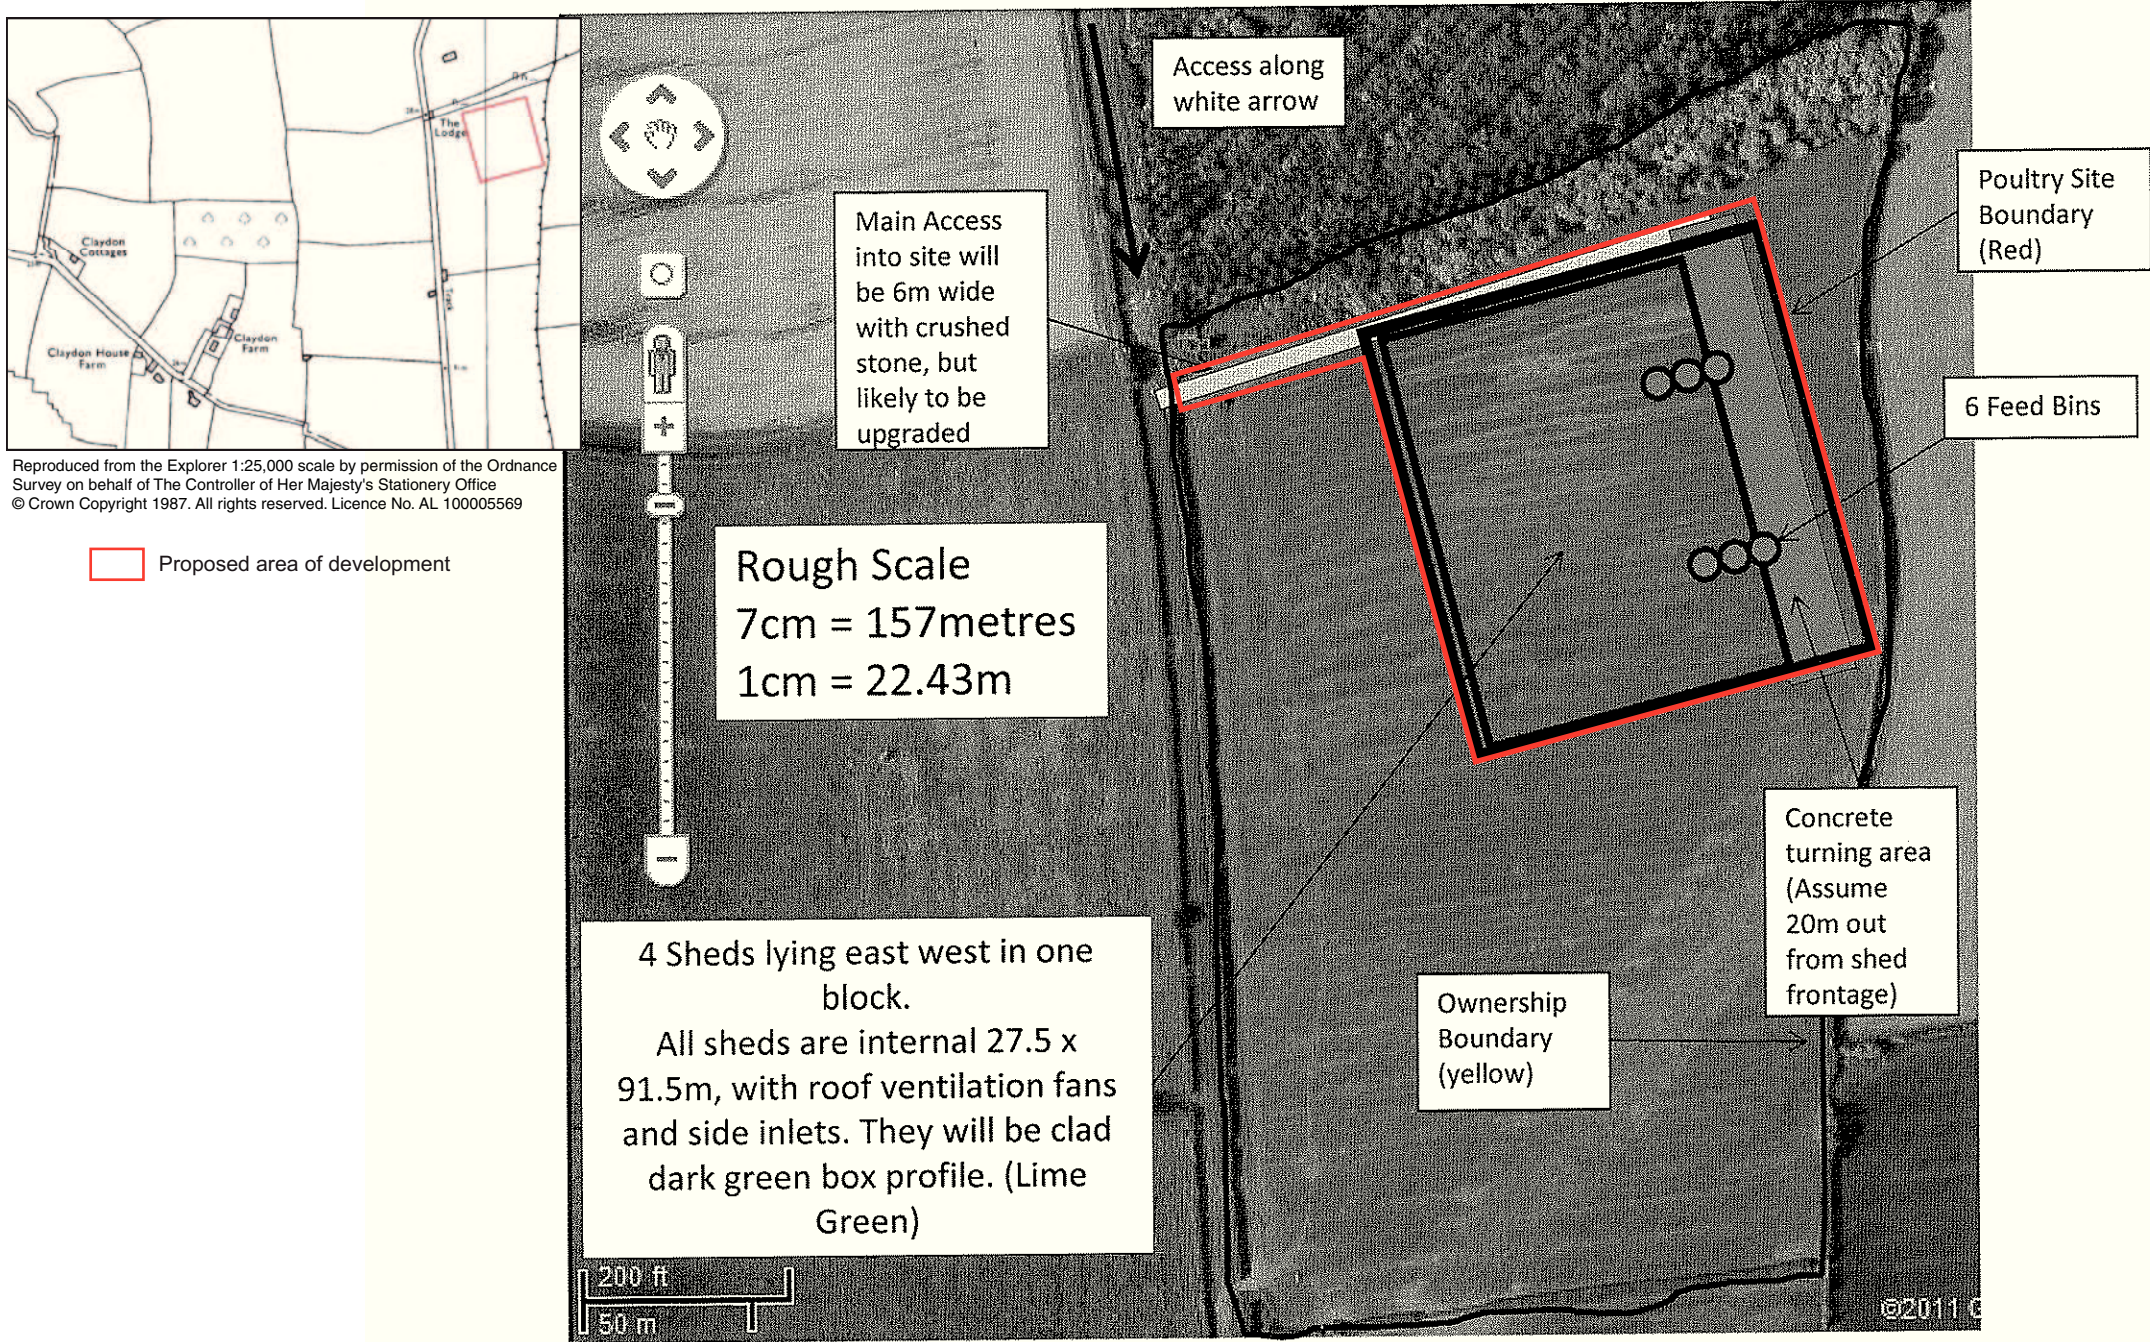 The
Lodge
Claydon
Cottages
Claydon
Farm
Claydon House
Farm
Track
Reproduced from the Explorer 1:25,000 scale by permission of the Ordnance
Survey on behalf of The Controller of Her Majesty's Stationery Office
© Crown Copyright 1987. All rights reserved. Licence No. AL 100005569
Proposed area of development
Access along
white arrow
Main Access
into site will
be 6m wide
with crushed
stone, but
likely to be
upgraded
Poultry Site
Boundary
(Red)
6 Feed Bins
Rough Scale
7cm = 157metres
1cm = 22.43m
Concrete
turning area
(Assume
20m out
from shed
frontage)
4 Sheds lying east west in one
block.
All sheds are internal 27.5 x
91.5m, with roof ventilation fans
and side inlets. They will be clad
dark green box profile. (Lime
Green)
Ownership
Boundary
(yellow)
200 ft
50 m
©2011